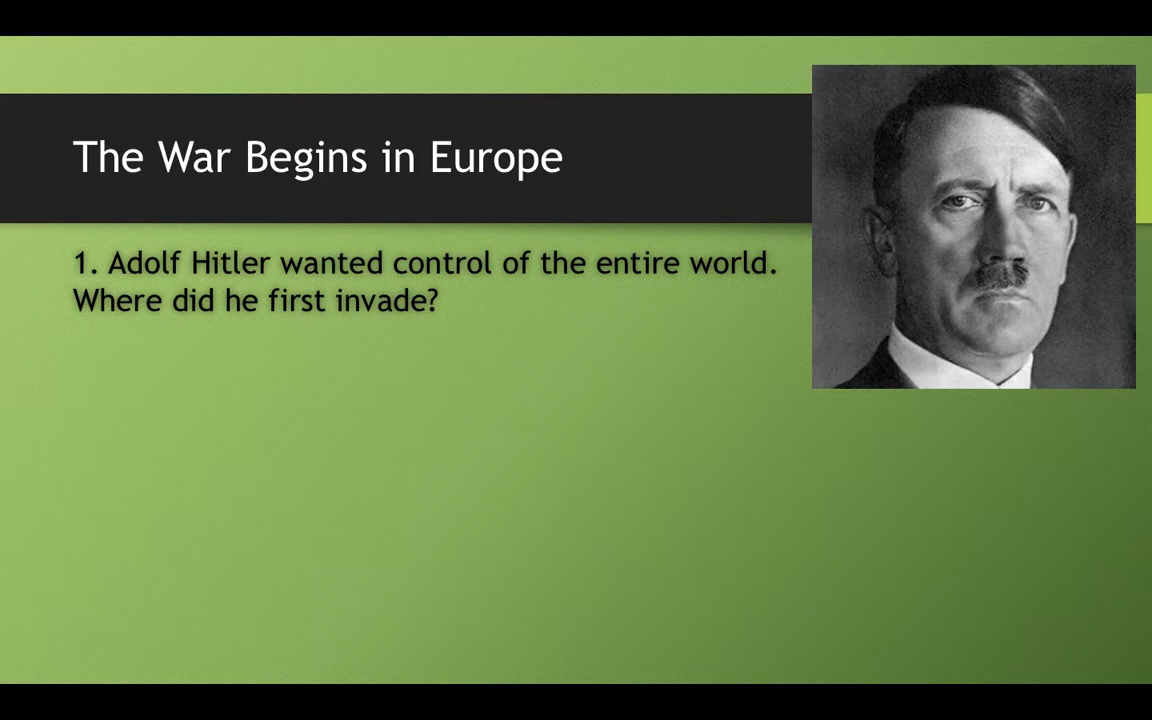 The War Begins in Europe
1. Adolf Hitler wanted control of the entire world.
Where did he first invade?